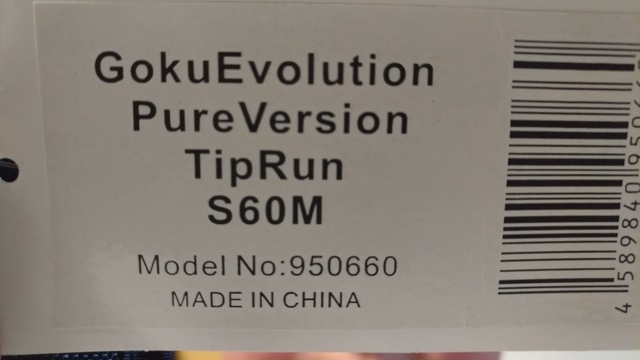 GokuEvolution
PureVersion
TipRun
S60M
Model No:950660
MADE IN CHINA